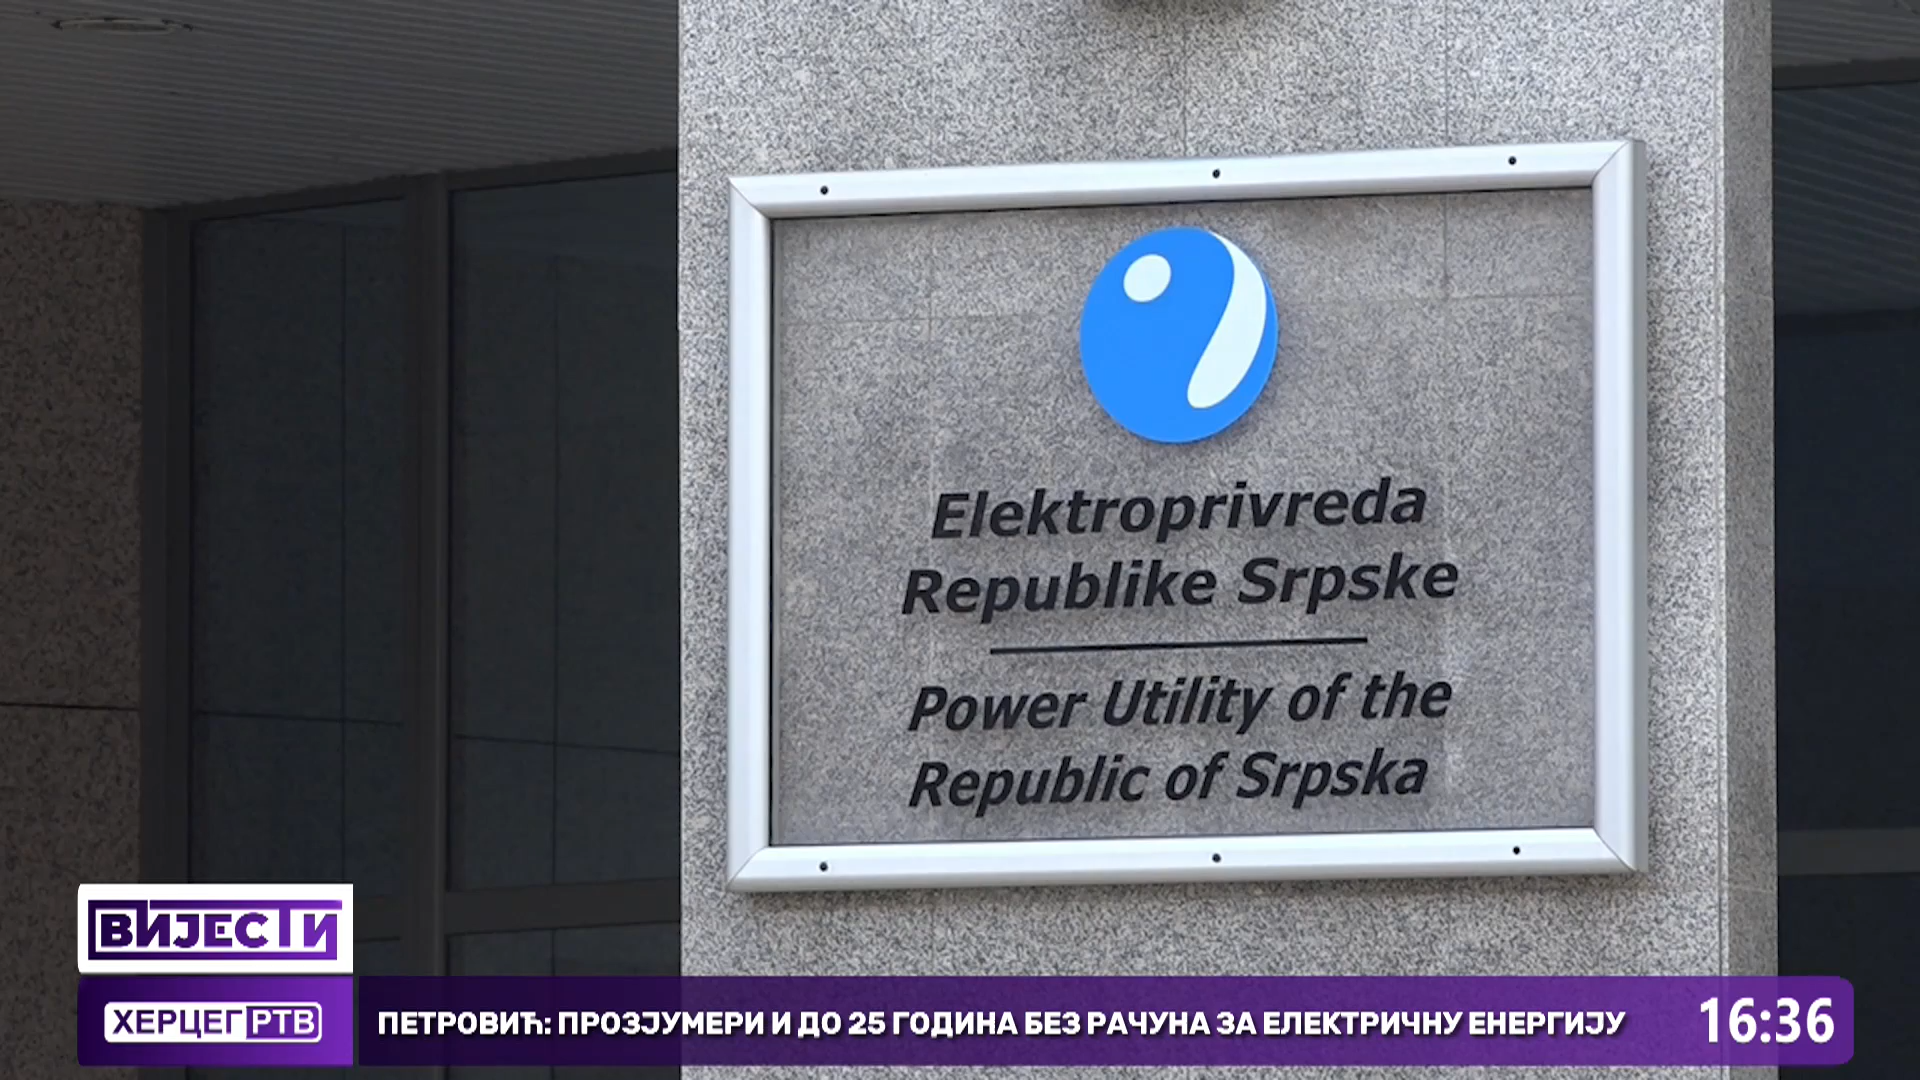 Elektroprivreda
Republike Srpske
Power Utility of the
Republic of Srpska
ВИЈЕСТИ
ХЕРЦЕГ РТВ
ПЕТРОВИЋ: ПРОЗЈУМЕРИ И ДО 25 ГОДИНА БЕЗ РАЧУНА ЗА ЕЛЕКТРИЧНУ ЕНЕРГИЈУ
16:36